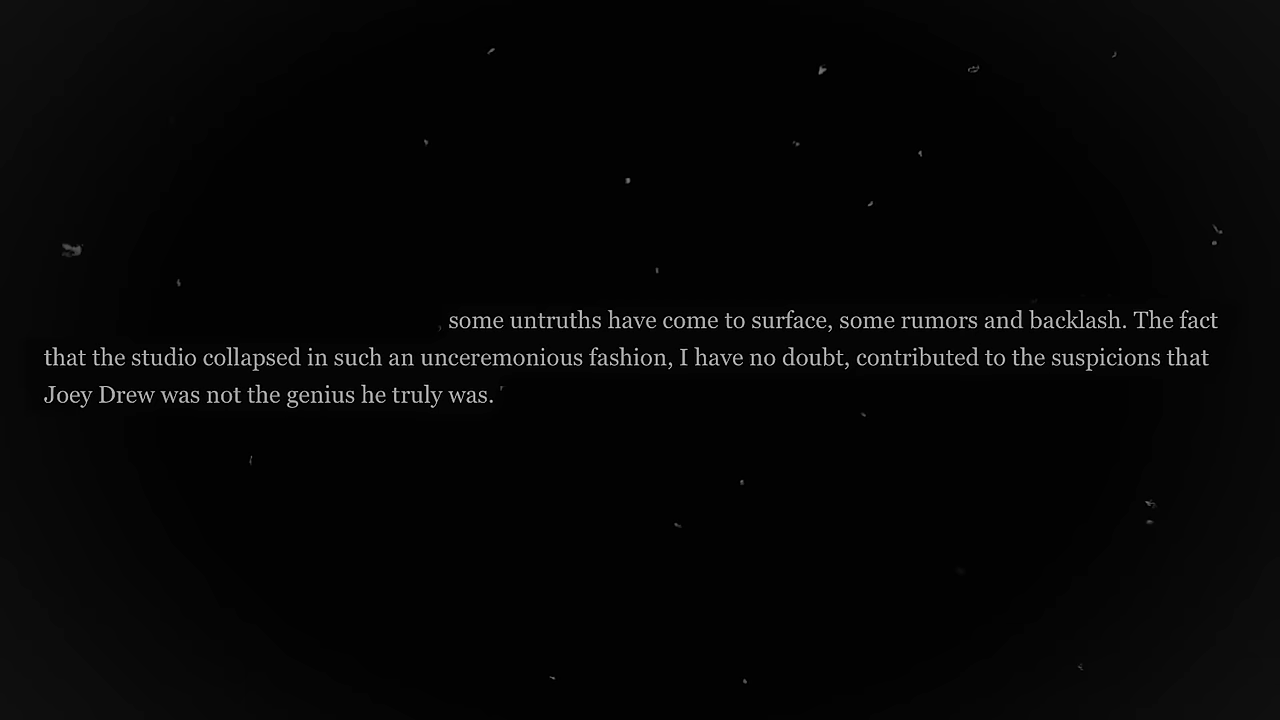 some untruths have come to surface, some rumors and backlash. The fact
that the studio collapsed in such an unceremonious fashion, I have no doubt, contributed to the suspicions that
Joey Drew was not the genius he truly was.